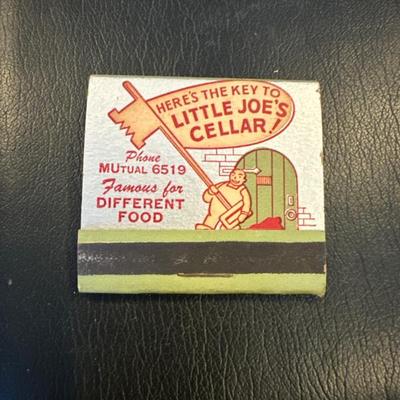 HERE'S THE KEY TO
LITTLE JOE'S
CELLAR!
Phone
MUTUAL 6519
Famous for
DIFFERENT
FOOD